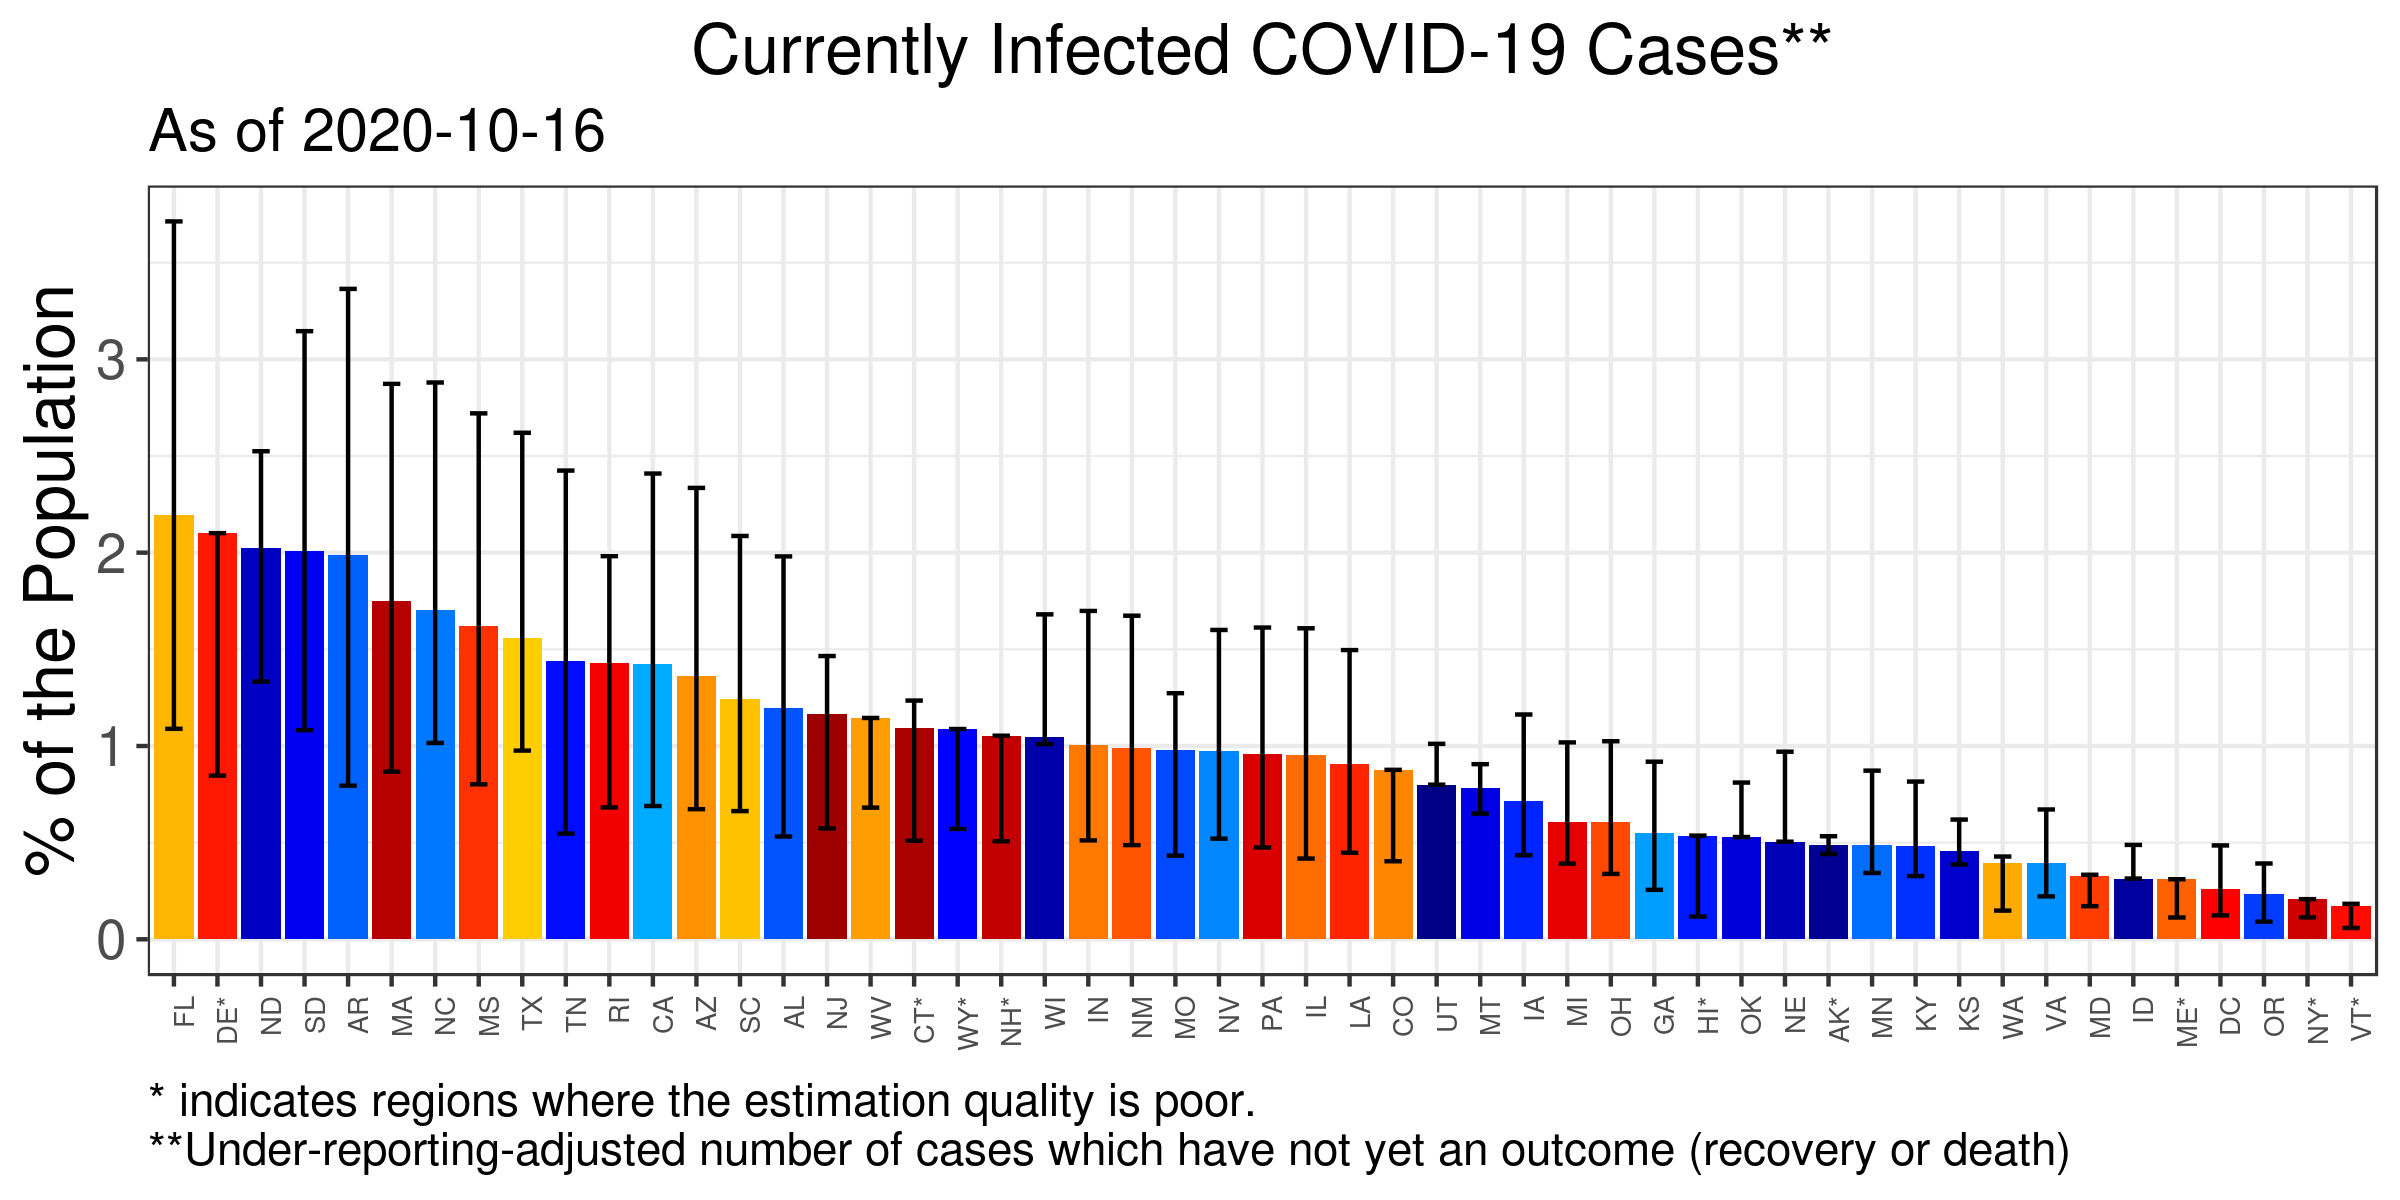 Currently Infected COVID-19 Cases**
As of 2020-10-16
% of the Population
3
2
1
0
FL DE* ND SD AR MA NC MS TX TN RI CA AZ SC AL NJ WV CT* WY* NH* WI IN NM MO NV PA IL LA CO UT MT IA MI OH GA HI* OK NE AK* MN KY KS WA VA MD ID ME* DC OR NY* VT*
* indicates regions where the estimation quality is poor.
**Under-reporting-adjusted number of cases which have not yet an outcome (recovery or death)